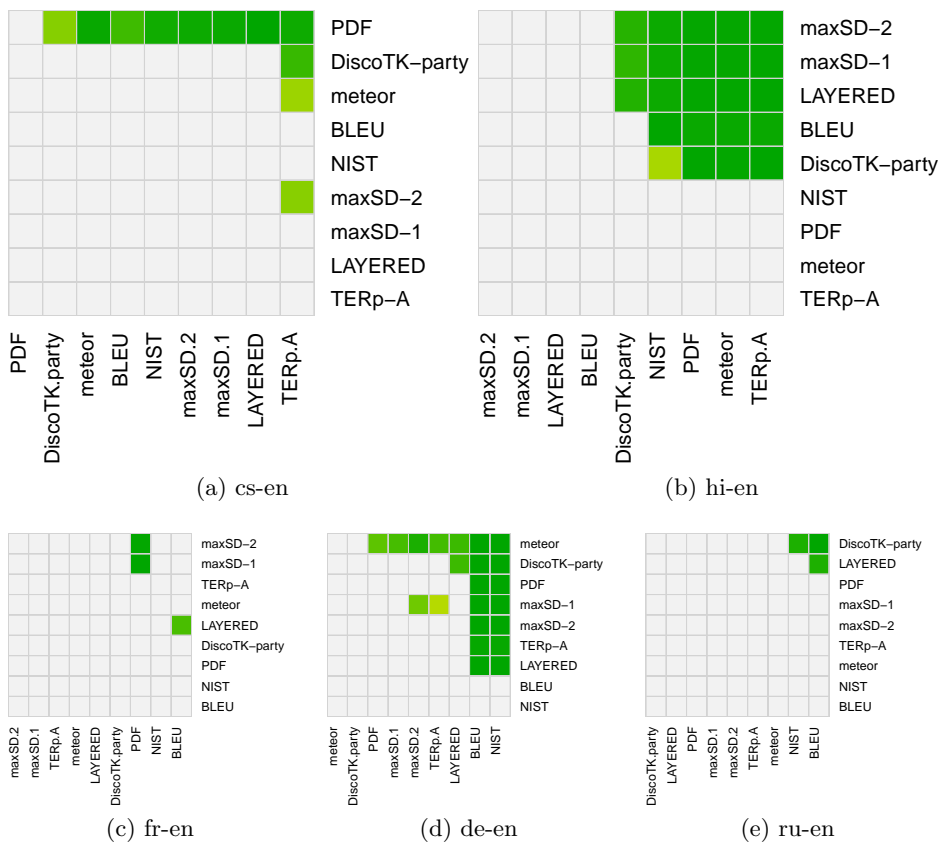 PDF
DiscoTK−party
meteor
BLEU
NIST
maxSD−2
maxSD−1
LAYERED
TERp−A
PDF
DiscoTK.party
meteor
BLEU
NIST
maxSD.2
maxSD.1
LAYERED
TERp.A
(a) cs-en
maxSD−2
maxSD−1
LAYERED
BLEU
DiscoTK−party
NIST
PDF
meteor
TERp−A
maxSD.2
maxSD.1
LAYERED
BLEU
DiscoTK.party
NIST
PDF
meteor
TERp.A
(b) hi-en
maxSD−2
maxSD−1
TERp−A
meteor
LAYERED
DiscoTK−party
PDF
NIST
BLEU
maxSD.2
maxSD.1
TERp.A
meteor
LAYERED
DiscoTK.party
PDF
NIST
BLEU
(c) fr-en
meteor
DiscoTK−party
PDF
maxSD−1
maxSD−2
TERp−A
LAYERED
BLEU
NIST
meteor
DiscoTK.party
PDF
maxSD.1
maxSD.2
TERp.A
LAYERED
BLEU
NIST
(d) de-en
DiscoTK−party
LAYERED
PDF
maxSD−1
maxSD−2
TERp−A
meteor
NIST
BLEU
DiscoTK.party
LAYERED
PDF
maxSD.1
maxSD.2
TERp.A
meteor
NIST
BLEU
(e) ru-en